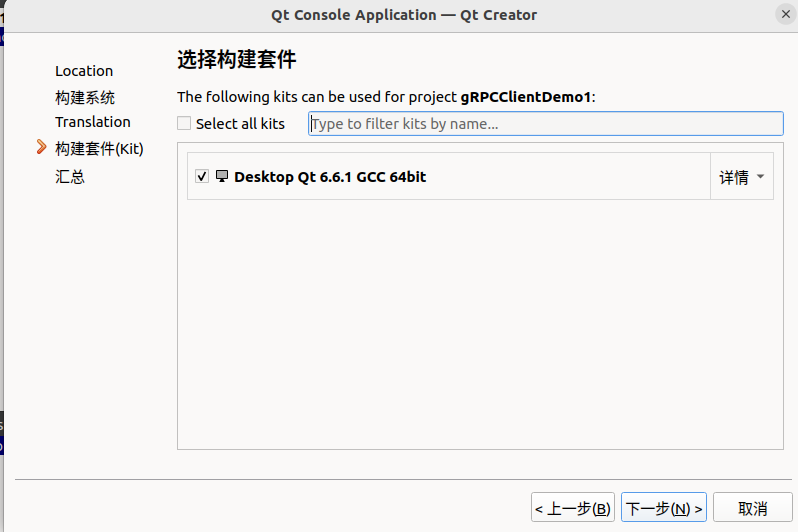 Qt Console Application — Qt Creator
Location
构建系统
Translation
构建套件(Kit)
汇总
选择构建套件
The following kits can be used for project gRPCClientDemo1:
Select all kits
Type to filter kits by name...
Desktop Qt 6.6.1 GCC 64bit
详情
< 上一步(B)
下一步(N) >
取消